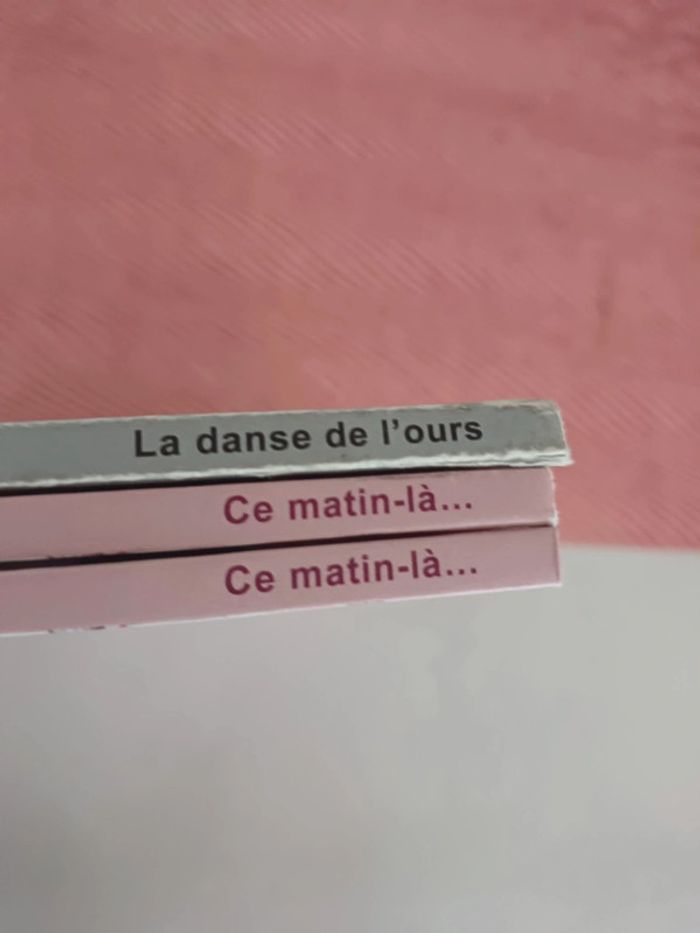 La danse de l'ours
Ce matin-là...
Ce matin-là...